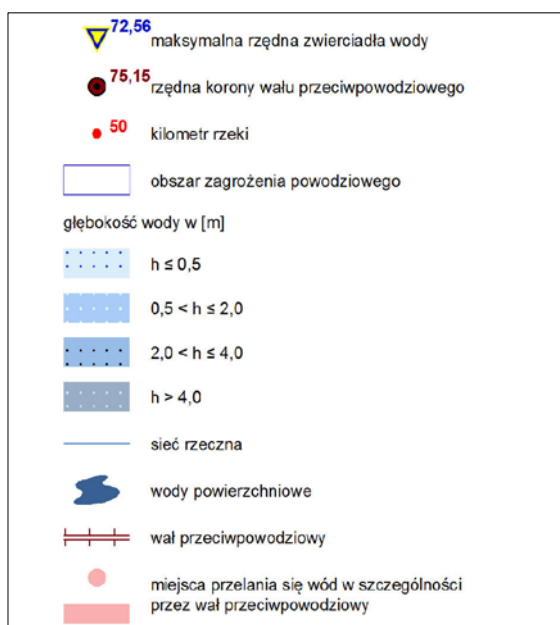 72,56
maksymalna rzędna zwierciadła wody
75,15
rzędna korony wału przeciwpowodziowego
50
kilometr rzeki
obszar zagrożenia powodziowego
głębokość wody w [m]
h ≤ 0,5
0,5 < h ≤ 2,0
2,0 < h ≤ 4,0
h > 4,0
sieć rzeczna
wody powierzchniowe
wał przeciwpowodziowy
miejsca przelania się wód w szczególności
przez wał przeciwpowodziowy